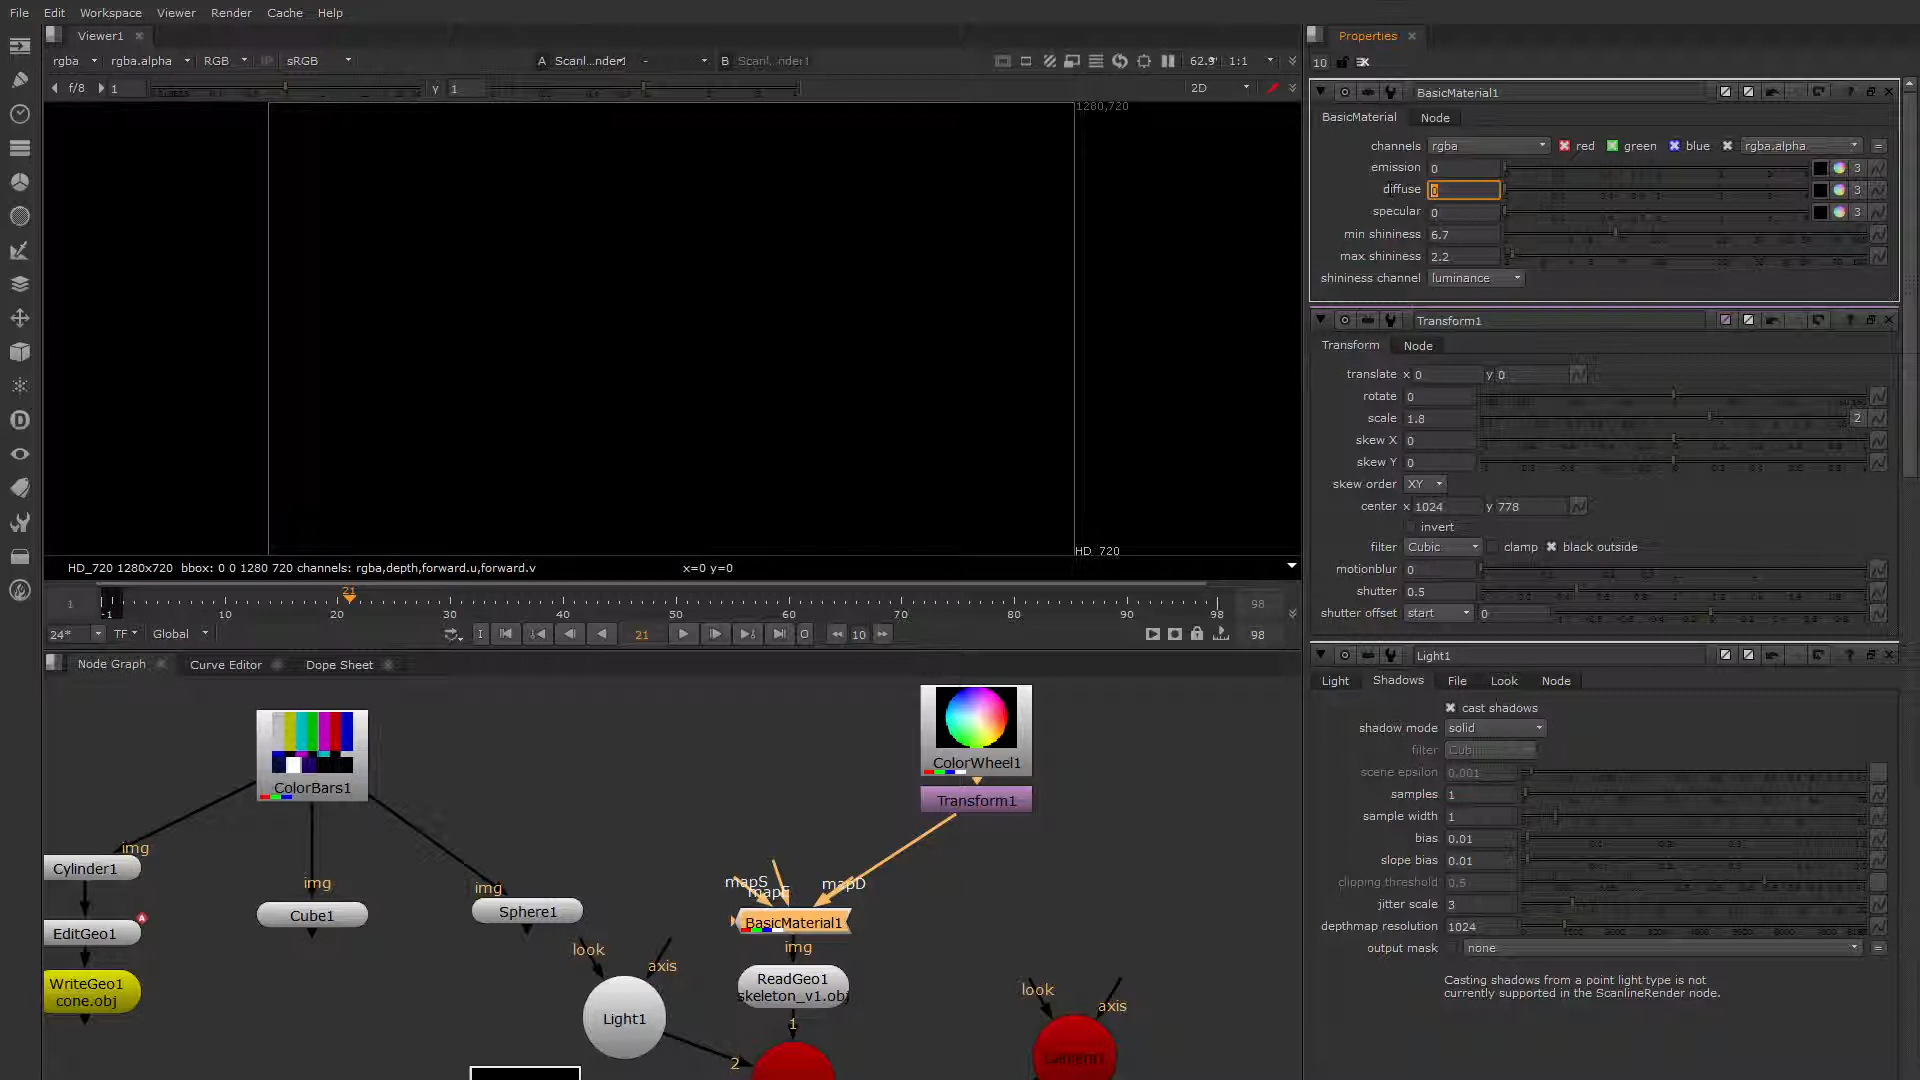 File Edit Workspace Viewer Render Cache Help
Viewer1
rgba rgba.alpha RGB IP sRGB A Scanl...nder1 - B Scanl...nder1 62.9 1:1
f/8 1 y 1 2D
1280,720
HD_720
HD_720 1280x720 bbox: 0 0 1280 720 channels: rgba,depth,forward.u,forward.v x=0 y=0
21
1 -1 10 20 30 40 50 60 70 80 90 98 98
24* TF Global I 21 O 10 98
Node Graph Curve Editor Dope Sheet
ColorBars1
img
Cylinder1
EditGeo1
A
WriteGeo1
cone.obj
img
Cube1
img
Sphere1
ColorWheel1
Transform1
mapS
mapD
BasicMaterial1
img
look
axis
Light1
ReadGeo1
skeleton_v1.obj
1
2
look
axis
Camera1
Properties
10
BasicMaterial1 ?
BasicMaterial Node
channels rgba red green blue rgba.alpha =
emission 0 3
diffuse 0 3
specular 0 3
min shininess 6.7
max shininess 2.2
shininess channel luminance
Transform1 ?
Transform Node
translate x 0 y 0
rotate 0
scale 1.8 2
skew X 0
skew Y 0
skew order XY
center x 1024 y 778
invert
filter Cubic clamp black outside
motionblur 0
shutter 0.5
shutter offset start 0
Light1 ?
Light Shadows File Look Node
cast shadows
shadow mode solid
filter Cubic
scene epsilon 0.001
samples 1
sample width 1
bias 0.01
slope bias 0.01
clipping threshold 0.5
jitter scale 3
depthmap resolution 1024
output mask none =
Casting shadows from a point light type is not
currently supported in the ScanlineRender node.